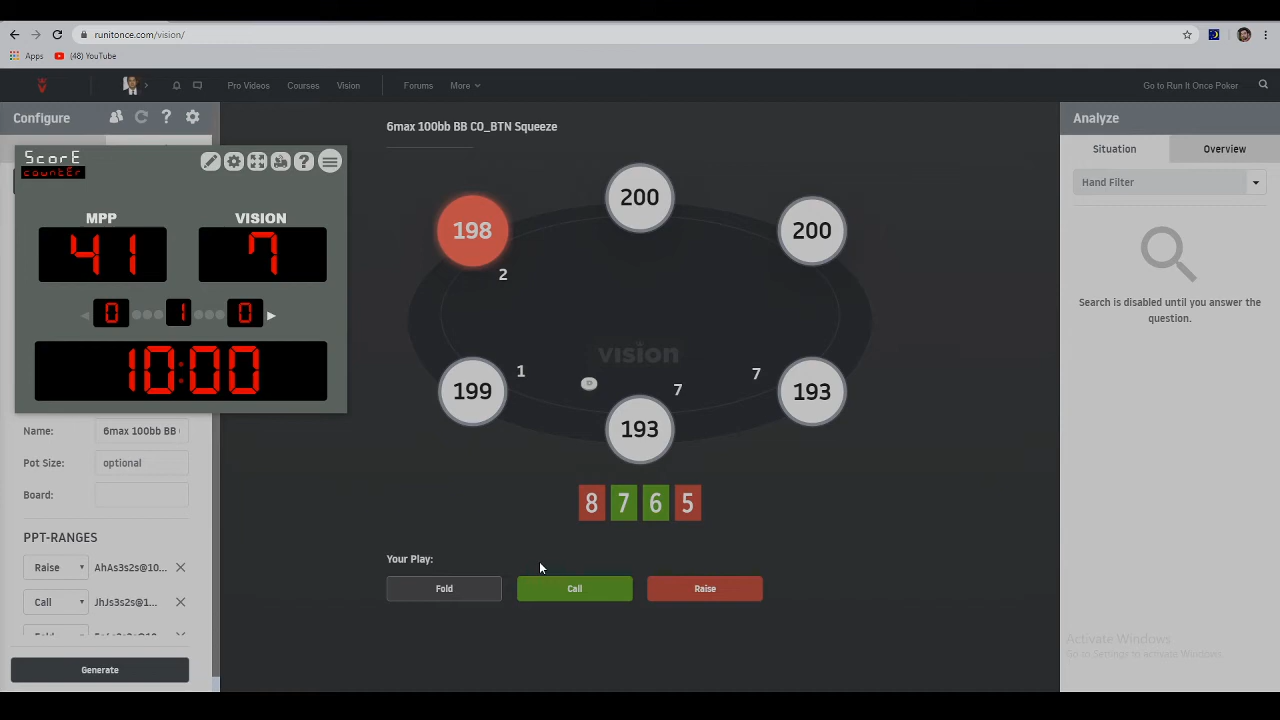 runitonce.com/vision/
Apps
(48) YouTube
Pro Videos
Courses
Vision
Forums
More
Go to Run It Once Poker
Configure
ScorE
countEr
MPP
VISION
41
7
0
1
0
10:00
Name:
6max 100bb BB
Pot Size:
optional
Board:
PPT-RANGES
Raise
AhAs3s2s@10...
Call
JhJs3s2s@1...
Generate
6max 100bb BB CO_BTN Squeeze
200
198
200
2
vision
199
1
7
7
193
193
8 7 6 5
Your Play:
Fold
Call
Raise
Analyze
Situation
Overview
Hand Filter
Search is disabled until you answer the
question.
Activate Windows
Go to Settings to activate Windows.